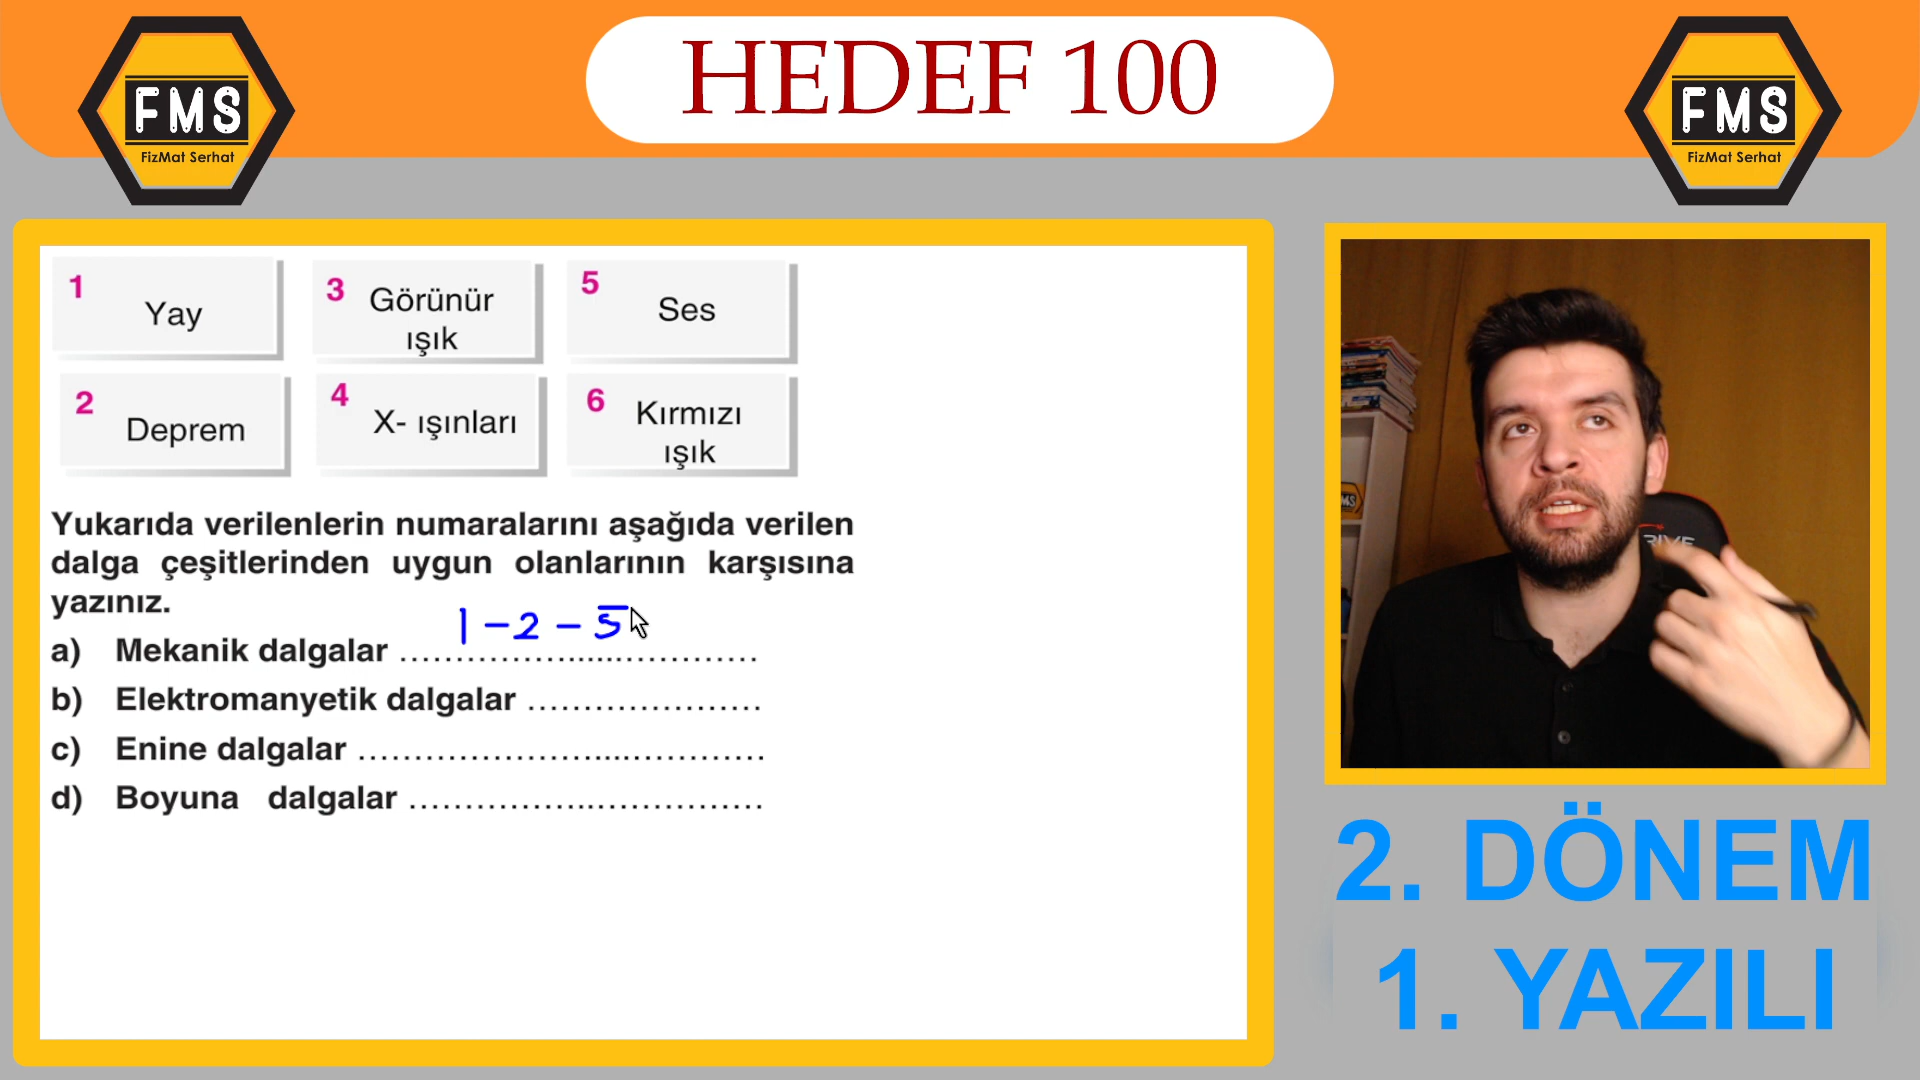 HEDEF 100
FMS
FizMat Serhat
FMS
FizMat Serhat
1
Yay
3
Görünür
ışık
5
Ses
2
Deprem
4
X- ışınları
6
Kırmızı
ışık
Yukarıda verilenlerin numaralarını aşağıda verilen
dalga çeşitlerinden uygun olanlarının karşısına
yazınız.
1 – 2 – 5
a) Mekanik dalgalar ....................................
b) Elektromanyetik dalgalar .....................
c) Enine dalgalar ........................................
d) Boyuna dalgalar ...................................
2. DÖNEM
1. YAZILI